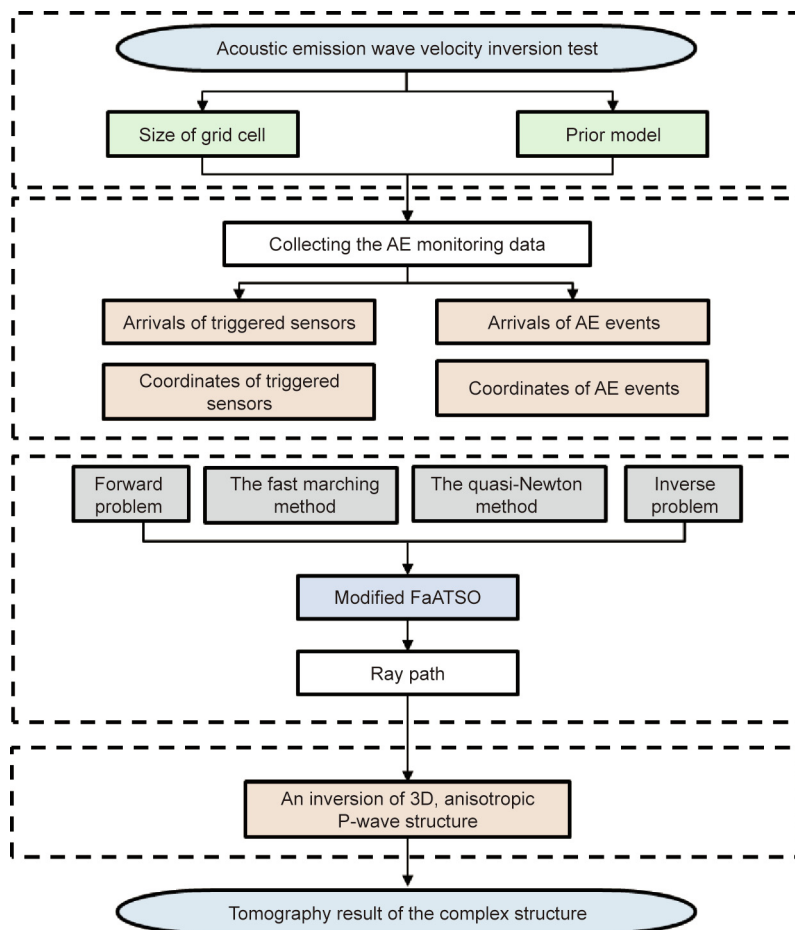 Acoustic emission wave velocity inversion test
Size of grid cell
Prior model
Collecting the AE monitoring data
Arrivals of triggered sensors
Arrivals of AE events
Coordinates of triggered
sensors
Coordinates of AE events
Forward
problem
The fast marching
method
The quasi-Newton
method
Inverse
problem
Modified FaATSO
Ray path
An inversion of 3D, anisotropic
P-wave structure
Tomography result of the complex structure